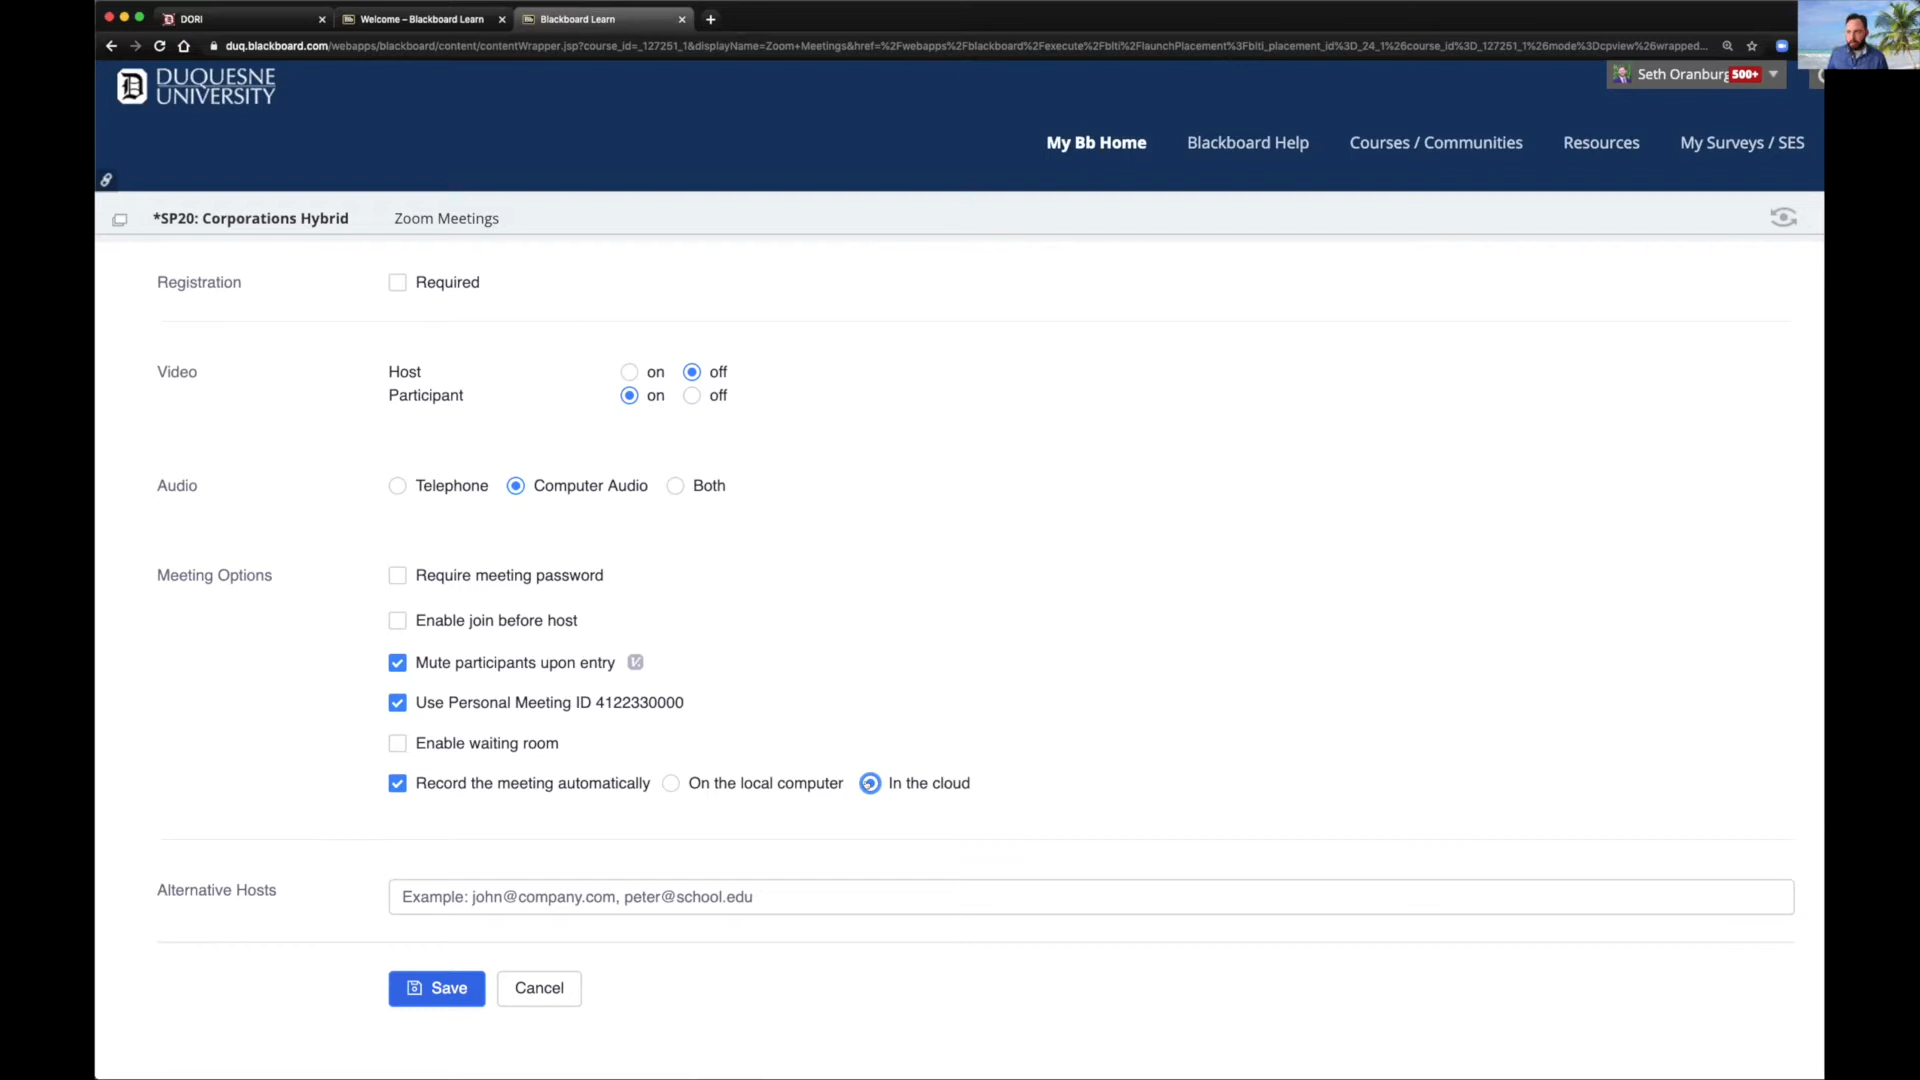 DORI
Welcome – Blackboard Learn
Blackboard Learn
duq.blackboard.com/webapps/blackboard/content/contentWrapper.jsp?course_id=_127251_1&displayName=Zoom+Meetings&href=%2Fwebapps%2Fblackboard%2Fexecute%2Fblti%2FlaunchPlacement%3Fblti_placement_id%3D_24_1%26course_id%3D_127251_1%26mode%3Dcpview%26wrapped...
DUQUESNE
UNIVERSITY
Seth Oranburg 500+
My Bb Home Blackboard Help Courses / Communities Resources My Surveys / SES
*SP20: Corporations Hybrid Zoom Meetings
Registration Required
Video Host on off
Participant on off
Audio Telephone Computer Audio Both
Meeting Options Require meeting password
Enable join before host
Mute participants upon entry
Use Personal Meeting ID 4122330000
Enable waiting room
Record the meeting automatically On the local computer In the cloud
Alternative Hosts Example: john@company.com, peter@school.edu
Save Cancel